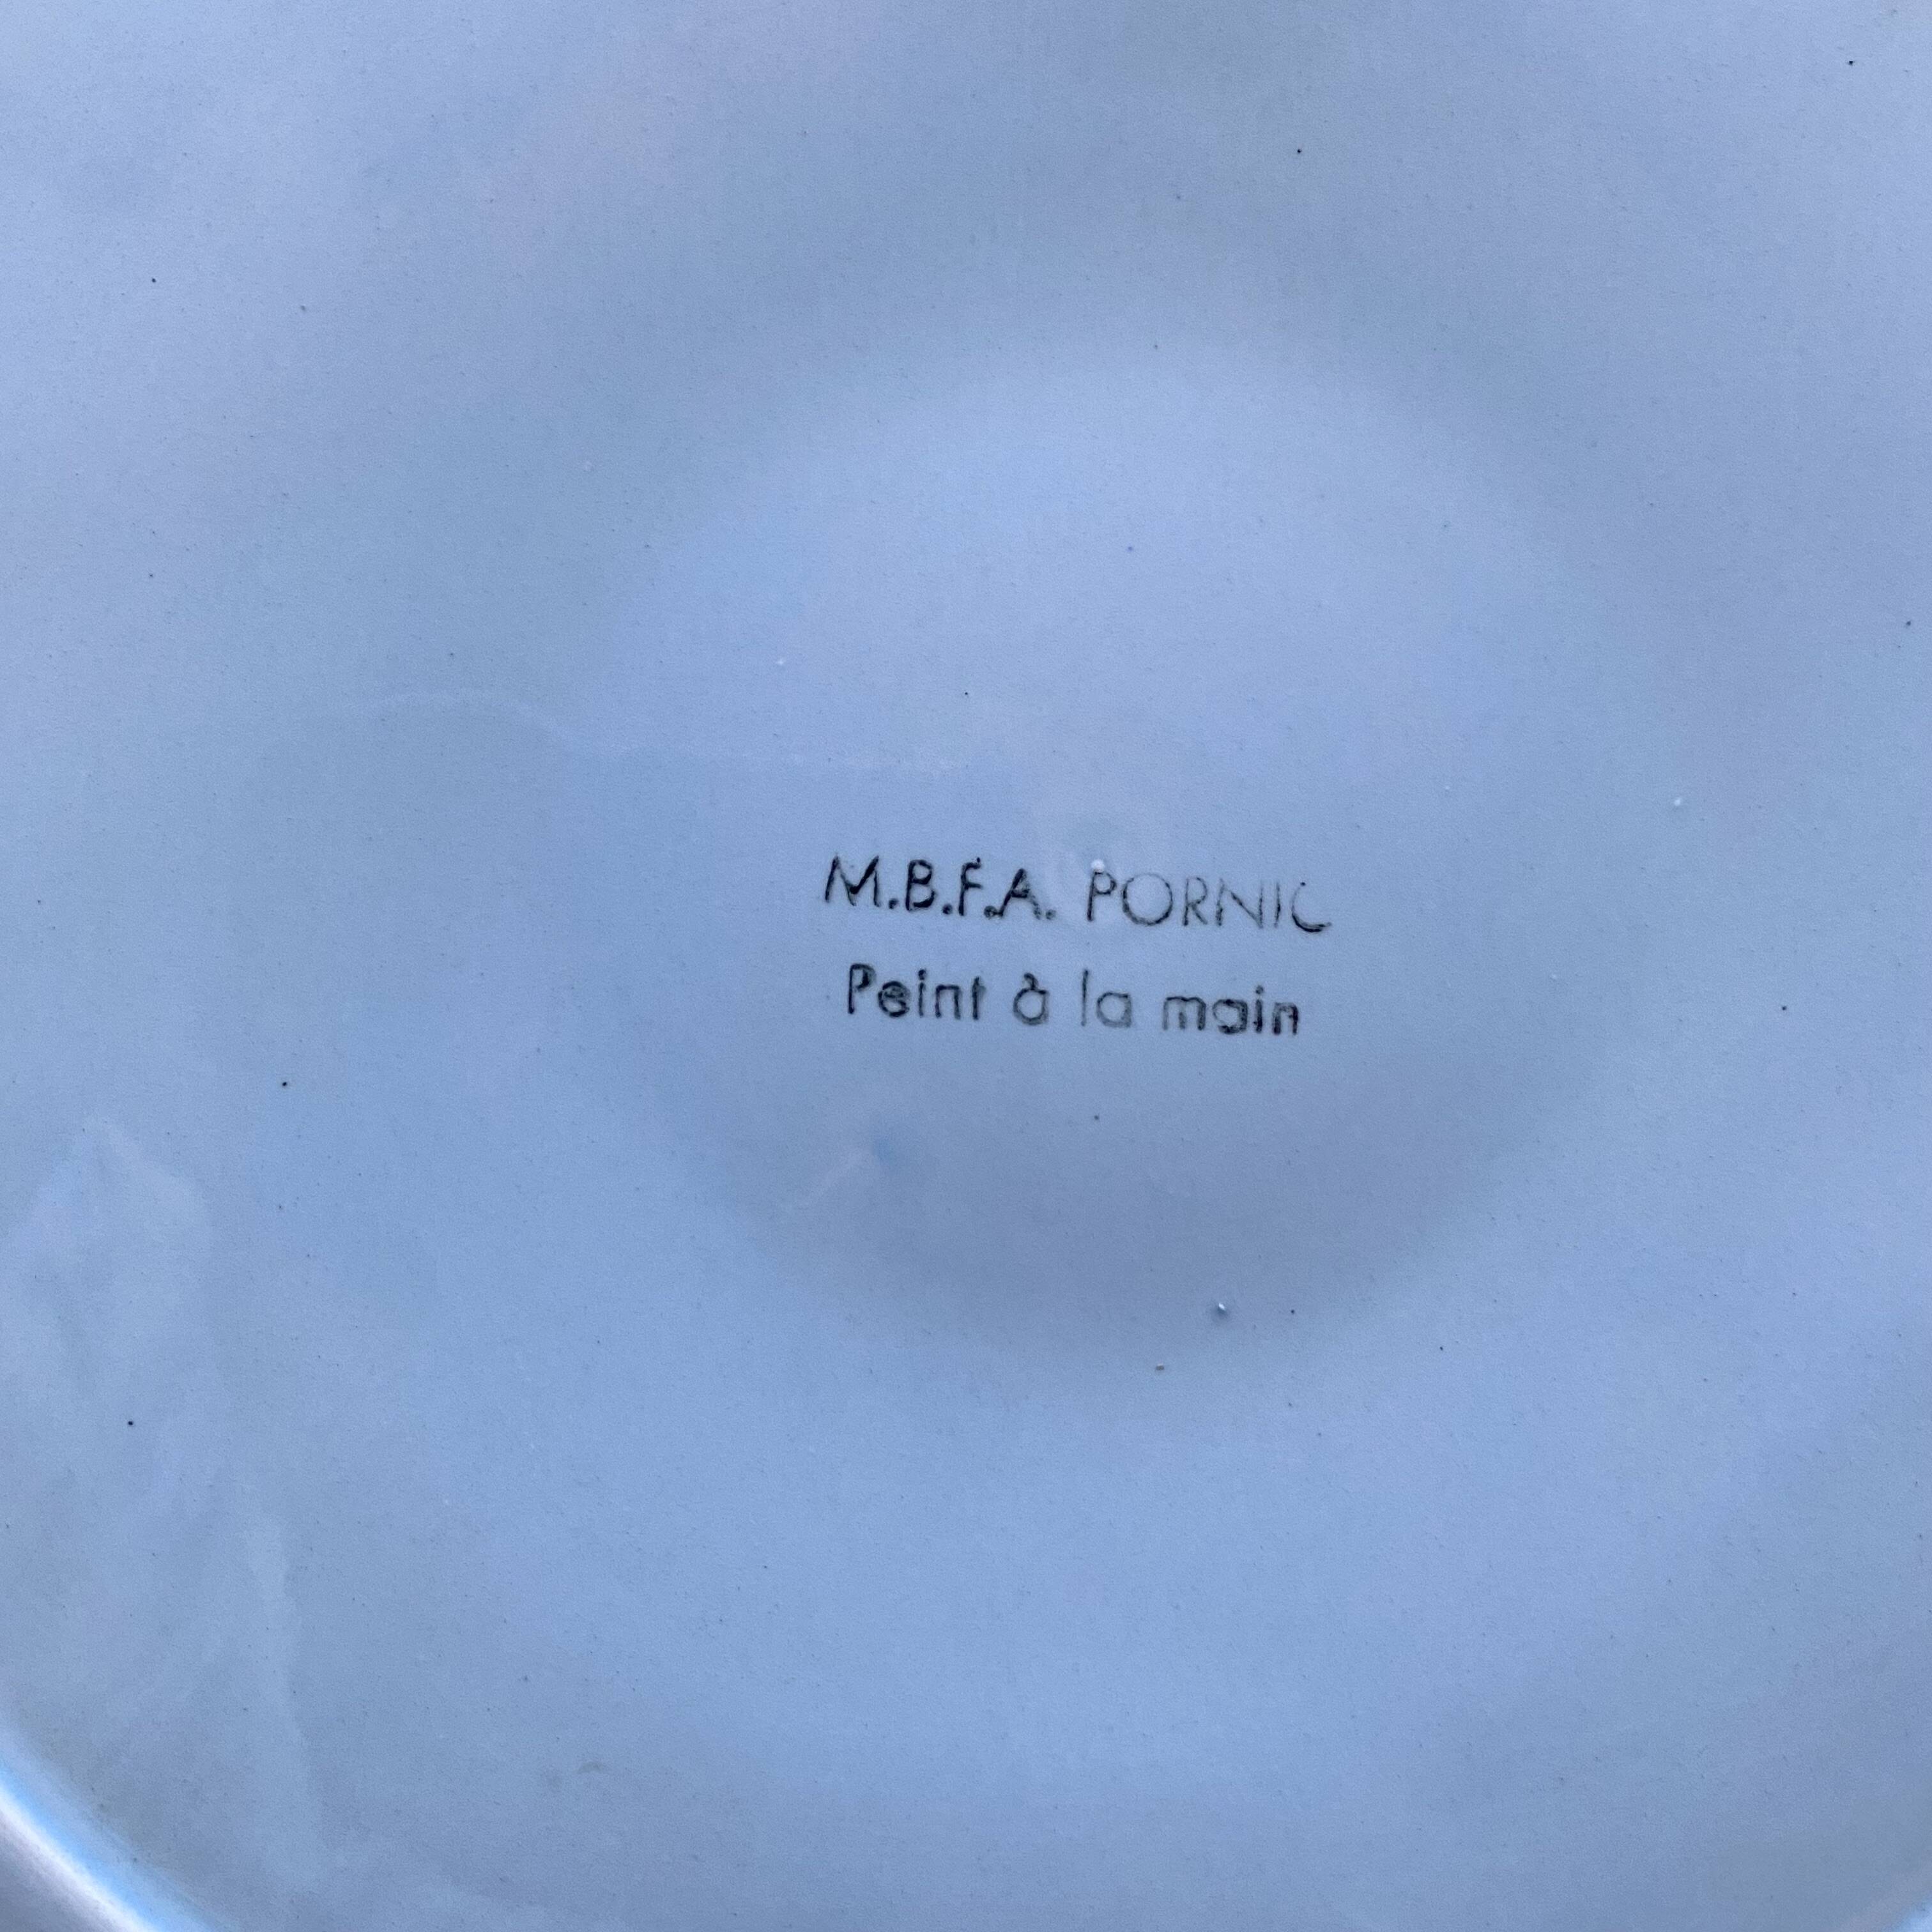 M.B.F.A. PORNIC
Peint à la main